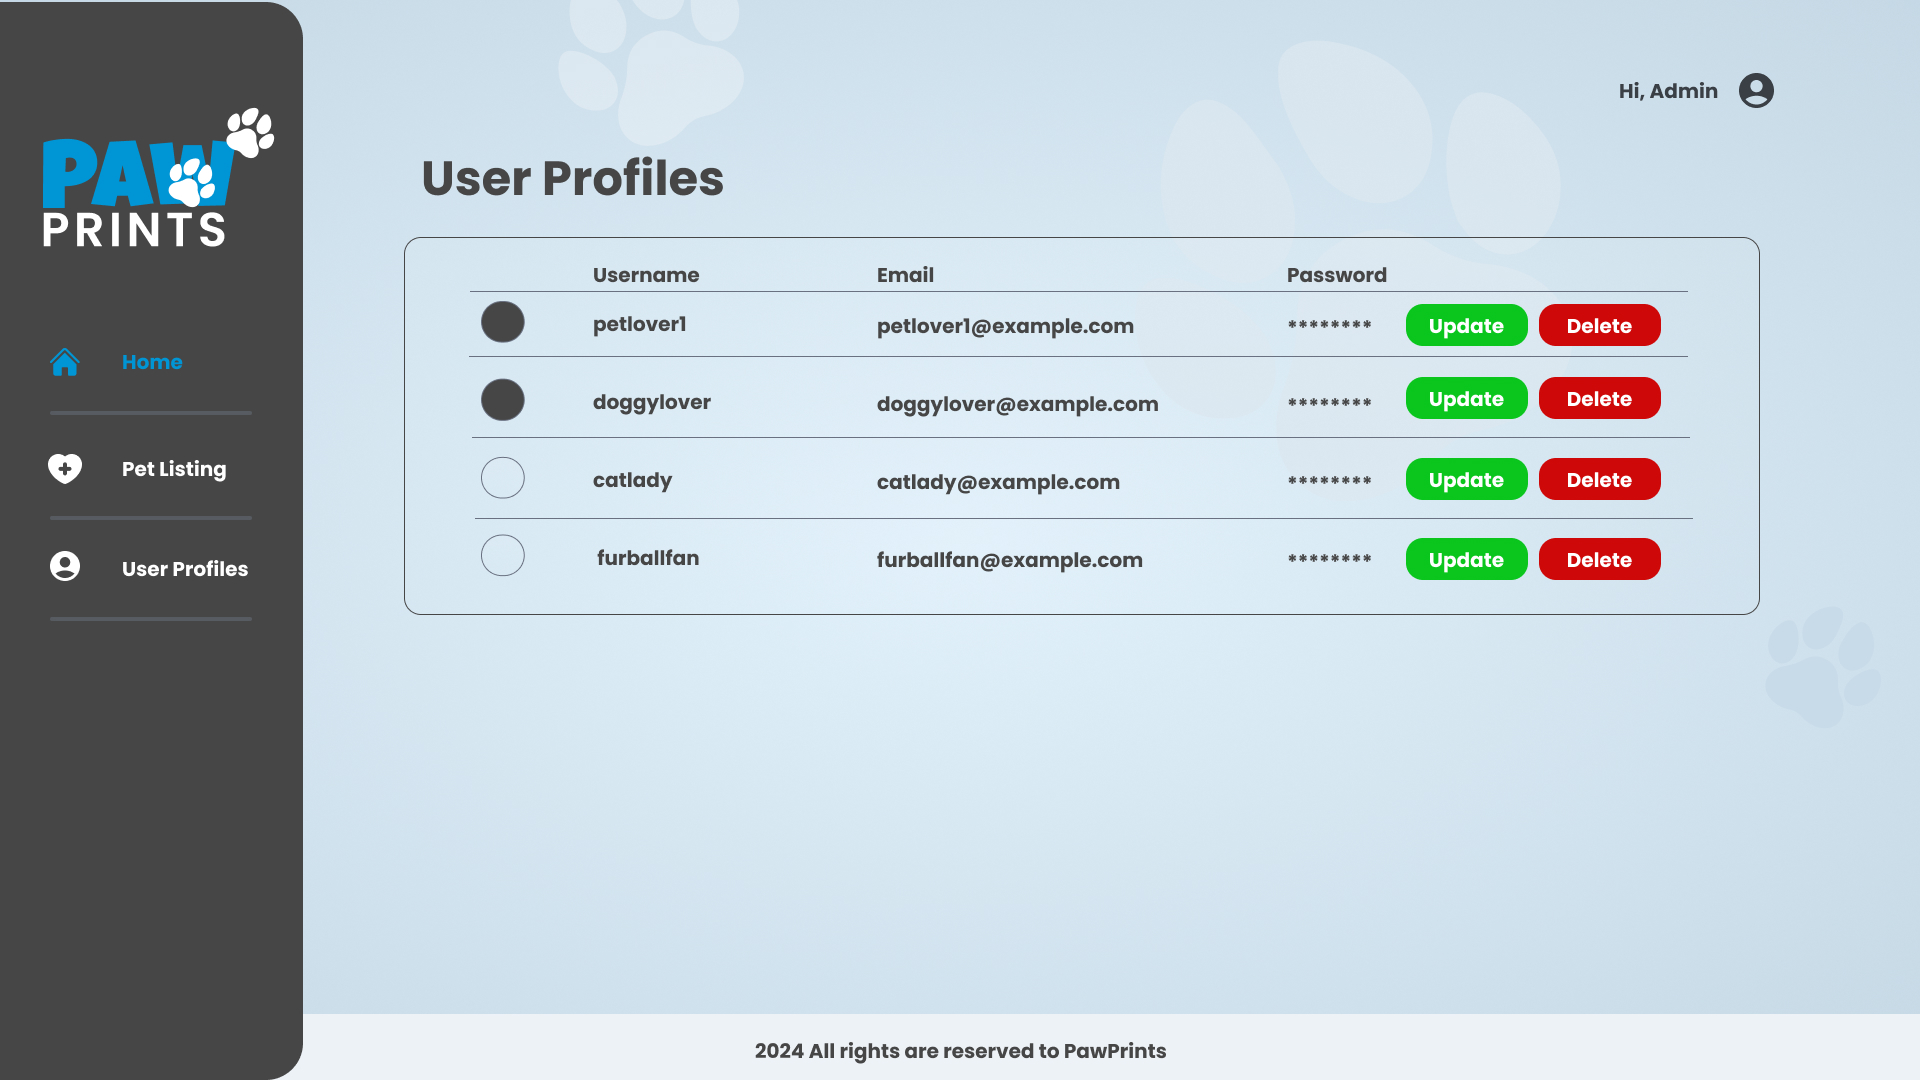 PAW
PRINTS
Home
Pet Listing
User Profiles
Hi, Admin
User Profiles
Username Email Password
petlover1 petlover1@example.com ******** Update Delete
doggylover doggylover@example.com ******** Update Delete
catlady catlady@example.com ******** Update Delete
furballfan furballfan@example.com ******** Update Delete
2024 All rights are reserved to PawPrints